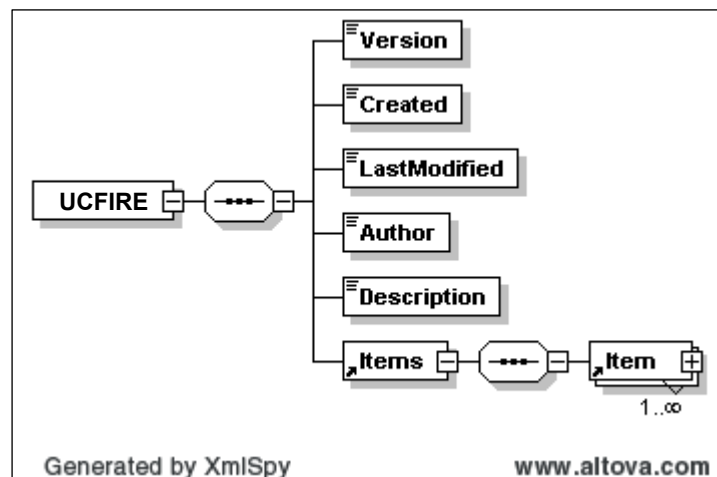 Version
Created
LastModified
UCFIRE
Author
Description
Items
Item
1..∞
Generated by XmlSpy
www.altova.com